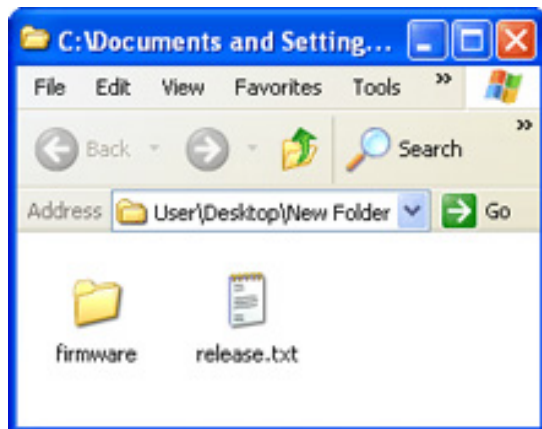 C:\Documents and Setting...
File Edit View Favorites Tools »
Back Search »
Address User\Desktop\New Folder Go
firmware release.txt